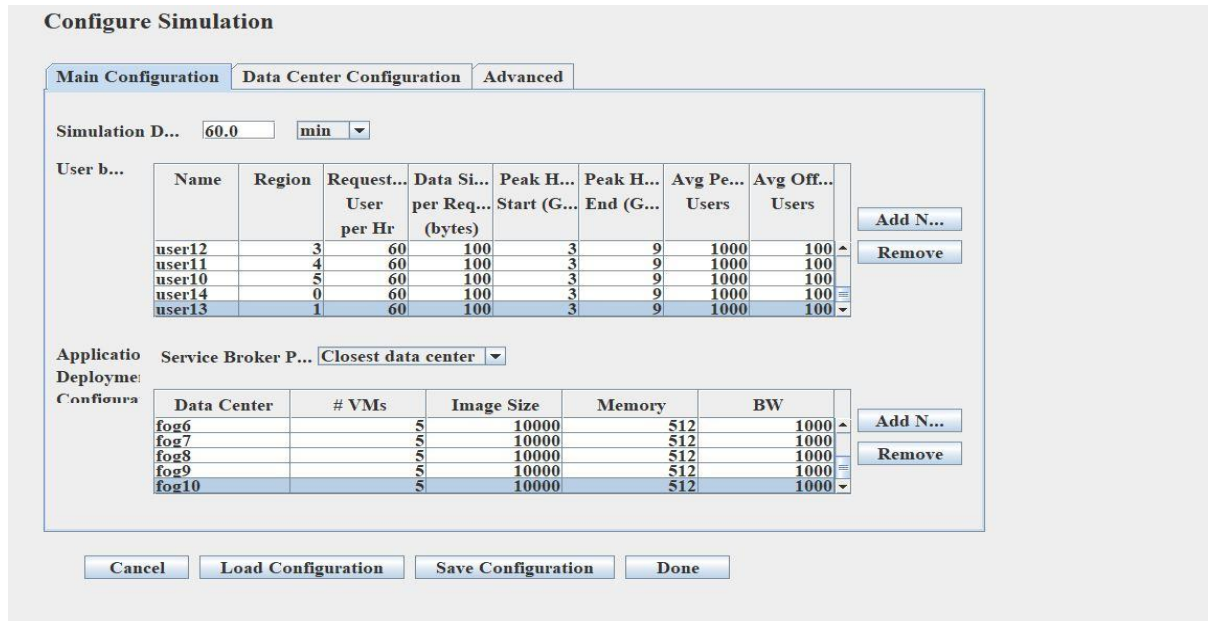 Configure Simulation
Main Configuration Data Center Configuration Advanced
Simulation D... 60.0 min
User b...
Name Region Request... Data Si... Peak H... Peak H... Avg Pe... Avg Off...
User per Req... Start (G... End (G... Users Users
per Hr (bytes)
Add N...
Remove
user12 3 60 100 3 9 1000 100
user11 4 60 100 3 9 1000 100
user10 5 60 100 3 9 1000 100
user14 0 60 100 3 9 1000 100
user13 1 60 100 3 9 1000 100
Applicatio
Deployme
Configura
Service Broker P... Closest data center
Data Center # VMs Image Size Memory BW
fog6 5 10000 512 1000
fog7 5 10000 512 1000
fog8 5 10000 512 1000
fog9 5 10000 512 1000
fog10 5 10000 512 1000
Add N...
Remove
Cancel Load Configuration Save Configuration Done